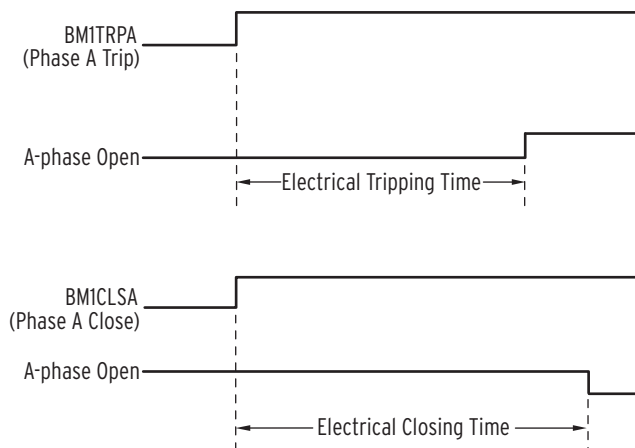 BM1TRPA
(Phase A Trip)
A-phase Open
Electrical Tripping Time
BM1CLSA
(Phase A Close)
A-phase Open
Electrical Closing Time